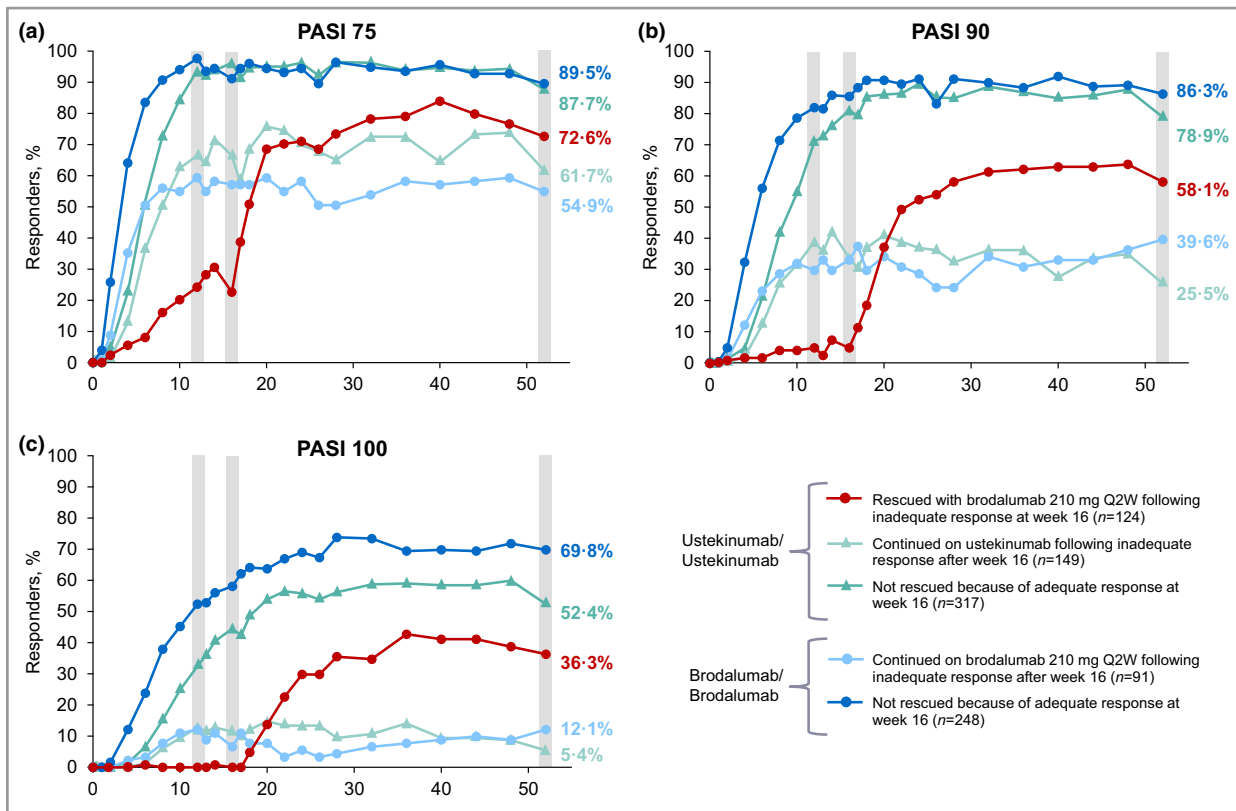 (a)
PASI 75
100
90
80
70
60
50
40
30
20
10
0
Responders, %
0 10 20 30 40 50
89·5%
87·7%
72·6%
61·7%
54·9%
(b)
PASI 90
100
90
80
70
60
50
40
30
20
10
0
Responders, %
0 10 20 30 40 50
86·3%
78·9%
58·1%
39·6%
25·5%
(c)
PASI 100
100
90
80
70
60
50
40
30
20
10
0
Responders, %
0 10 20 30 40 50
69·8%
52·4%
36·3%
12·1%
5·4%
Ustekinumab/
Ustekinumab
Rescued with brodalumab 210 mg Q2W following
inadequate response at week 16 (n=124)
Continued on ustekinumab following inadequate
response after week 16 (n=149)
Not rescued because of adequate response at
week 16 (n=317)
Brodalumab/
Brodalumab
Continued on brodalumab 210 mg Q2W following
inadequate response after week 16 (n=91)
Not rescued because of adequate response at
week 16 (n=248)